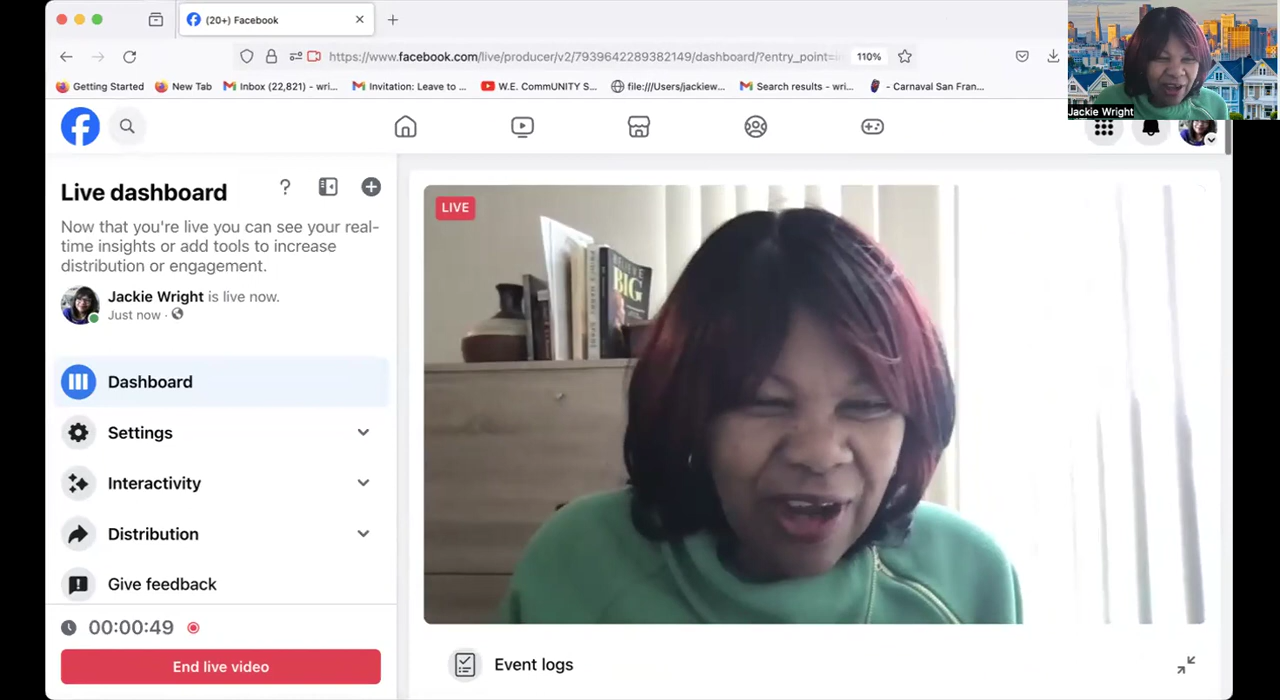 (20+) Facebook
https://www.facebook.com/live/producer/v2/7939642289382149/dashboard/?entry_point=
110%
Getting Started
New Tab
Inbox (22,821) - wri...
Invitation: Leave to ...
W.E. CommUNITY S...
file:///Users/jackiew...
Search results - wri...
- Carnaval San Fran...
Jackie Wright
Live dashboard
Now that you're live you can see your real-
time insights or add tools to increase
distribution or engagement.
Jackie Wright is live now.
Just now ·
Dashboard
Settings
Interactivity
Distribution
Give feedback
00:00:49
End live video
LIVE
BELIEVE
BIG
Event logs